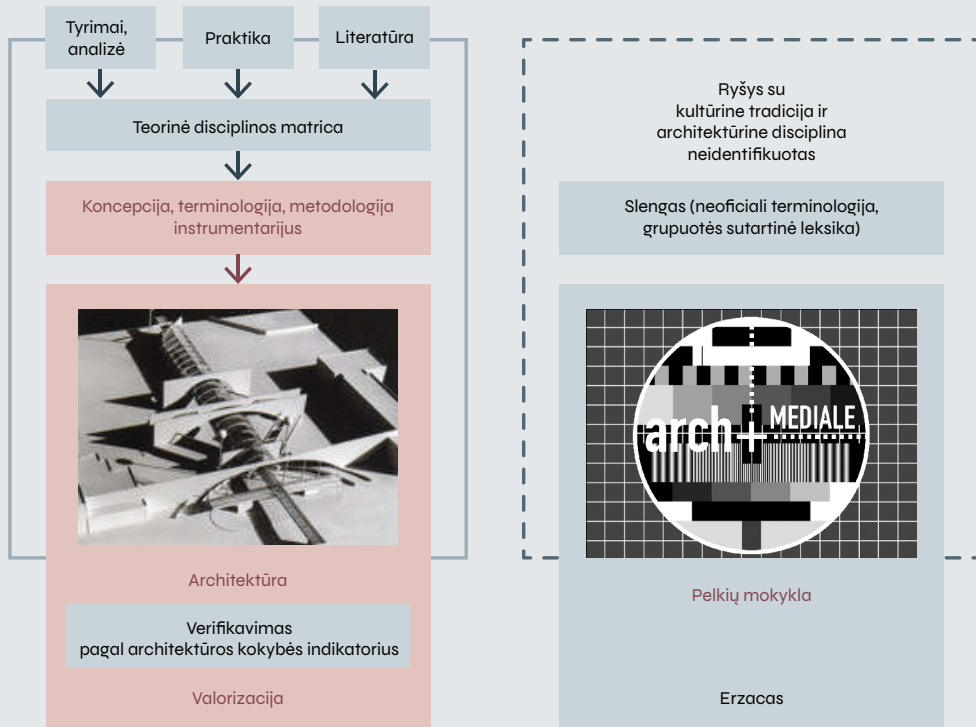 Tyrimai,
analizė
Praktika
Literatūra
Teorinė disciplinos matrica
Koncepcija, terminologija, metodologija
instrumentarijus
Architektūra
Verifikavimas
pagal architektūros kokybės indikatorius
Valorizacija
Ryšys su
kultūrine tradicija ir
architektūrine disciplina
neidentifikuotas
Slengas (neoficiali terminologija,
grupuotės sutartinė leksika)
arch+ MEDIALE
Pelkių mokykla
Erzacas